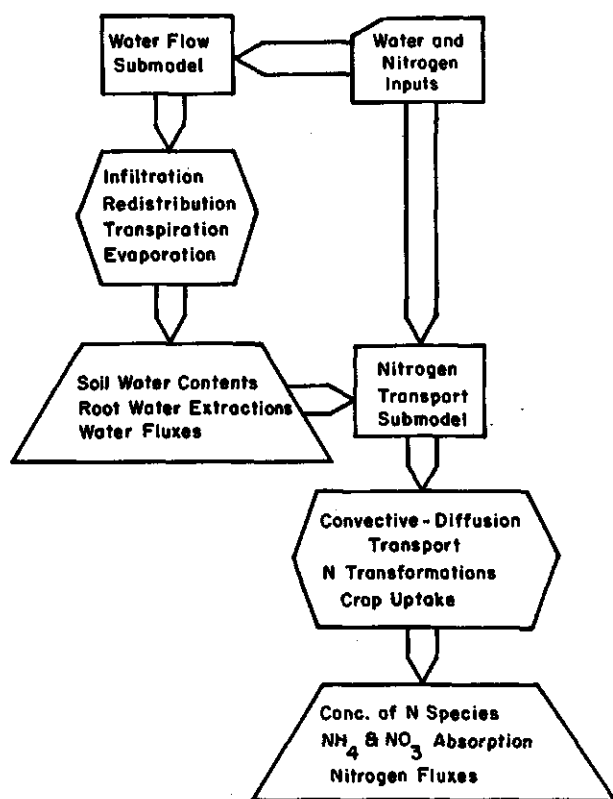 Water Flow
Submodel
Water and
Nitrogen
Inputs
Infiltration
Redistribution
Transpiration
Evaporation
Soil Water Contents
Root Water Extractions
Water Fluxes
Nitrogen
Transport
Submodel
Convective-Diffusion
Transport
N Transformations
Crop Uptake
Conc. of N Species
NH4 & NO3 Absorption
Nitrogen Fluxes